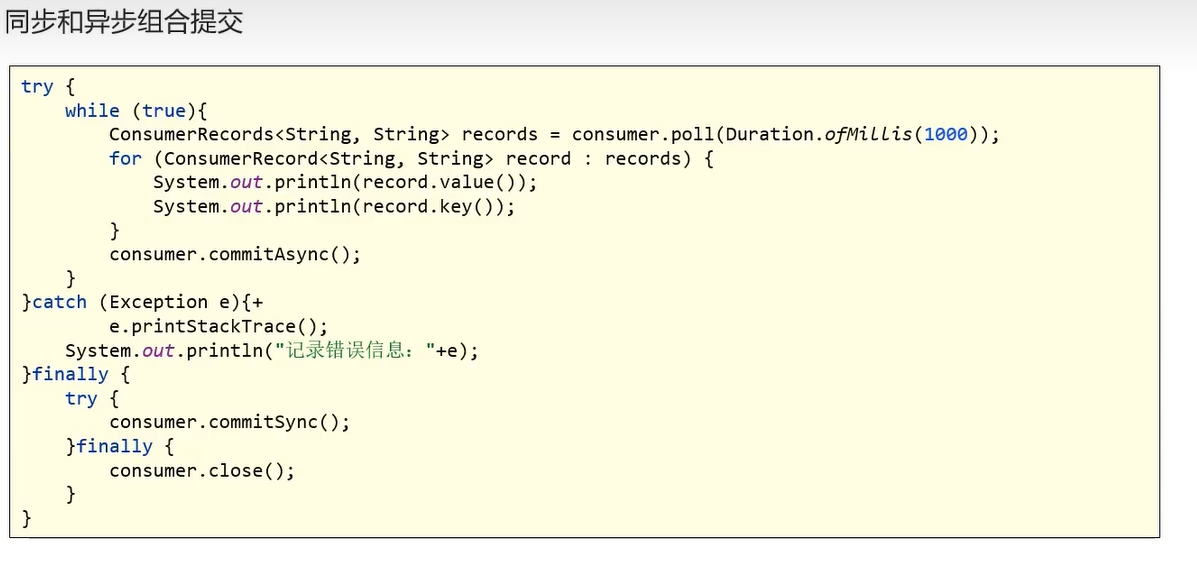 同步和异步组合提交
try {
    while (true){
        ConsumerRecords<String, String> records = consumer.poll(Duration.ofMillis(1000));
        for (ConsumerRecord<String, String> record : records) {
            System.out.println(record.value());
            System.out.println(record.key());
        }
        consumer.commitAsync();
    }
}catch (Exception e){+
        e.printStackTrace();
    System.out.println("记录错误信息："+e);
}finally {
    try {
        consumer.commitSync();
    }finally {
        consumer.close();
    }
}